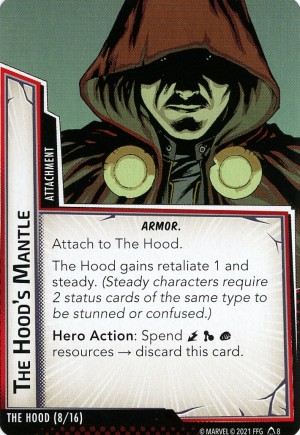 ATTACHMENT
THE HOOD'S MANTLE
ARMOR.
Attach to The Hood.
The Hood gains retaliate 1 and
steady. (Steady characters require
2 status cards of the same type to
be stunned or confused.)
Hero Action: Spend
resources → discard this card.
THE HOOD (8/16)
© MARVEL © 2021 FFG 8